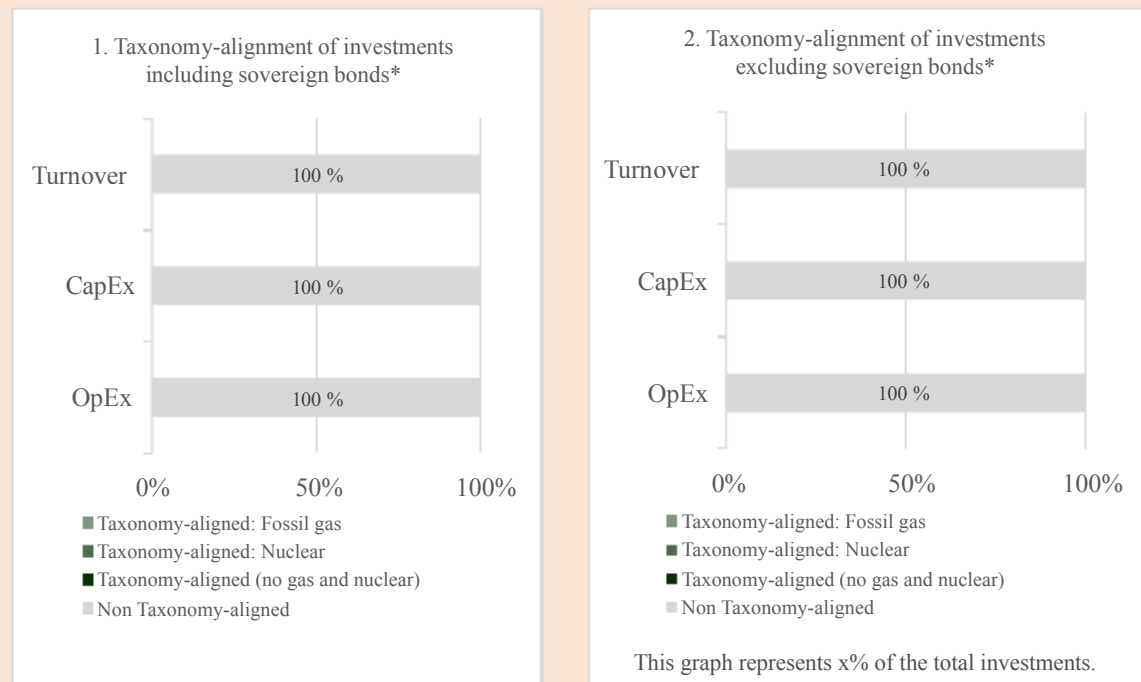 1. Taxonomy-alignment of investments
including sovereign bonds*
Turnover
100 %
CapEx
100 %
OpEx
100 %
0%
50%
100%
Taxonomy-aligned: Fossil gas
Taxonomy-aligned: Nuclear
Taxonomy-aligned (no gas and nuclear)
Non Taxonomy-aligned
2. Taxonomy-alignment of investments
excluding sovereign bonds*
Turnover
100 %
CapEx
100 %
OpEx
100 %
0%
50%
100%
Taxonomy-aligned: Fossil gas
Taxonomy-aligned: Nuclear
Taxonomy-aligned (no gas and nuclear)
Non Taxonomy-aligned
This graph represents x% of the total investments.